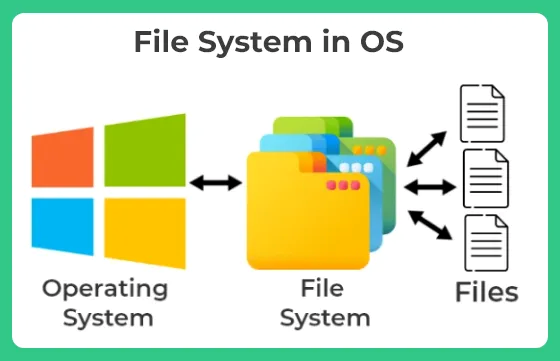 File System in OS
Operating
System
File
System
Files